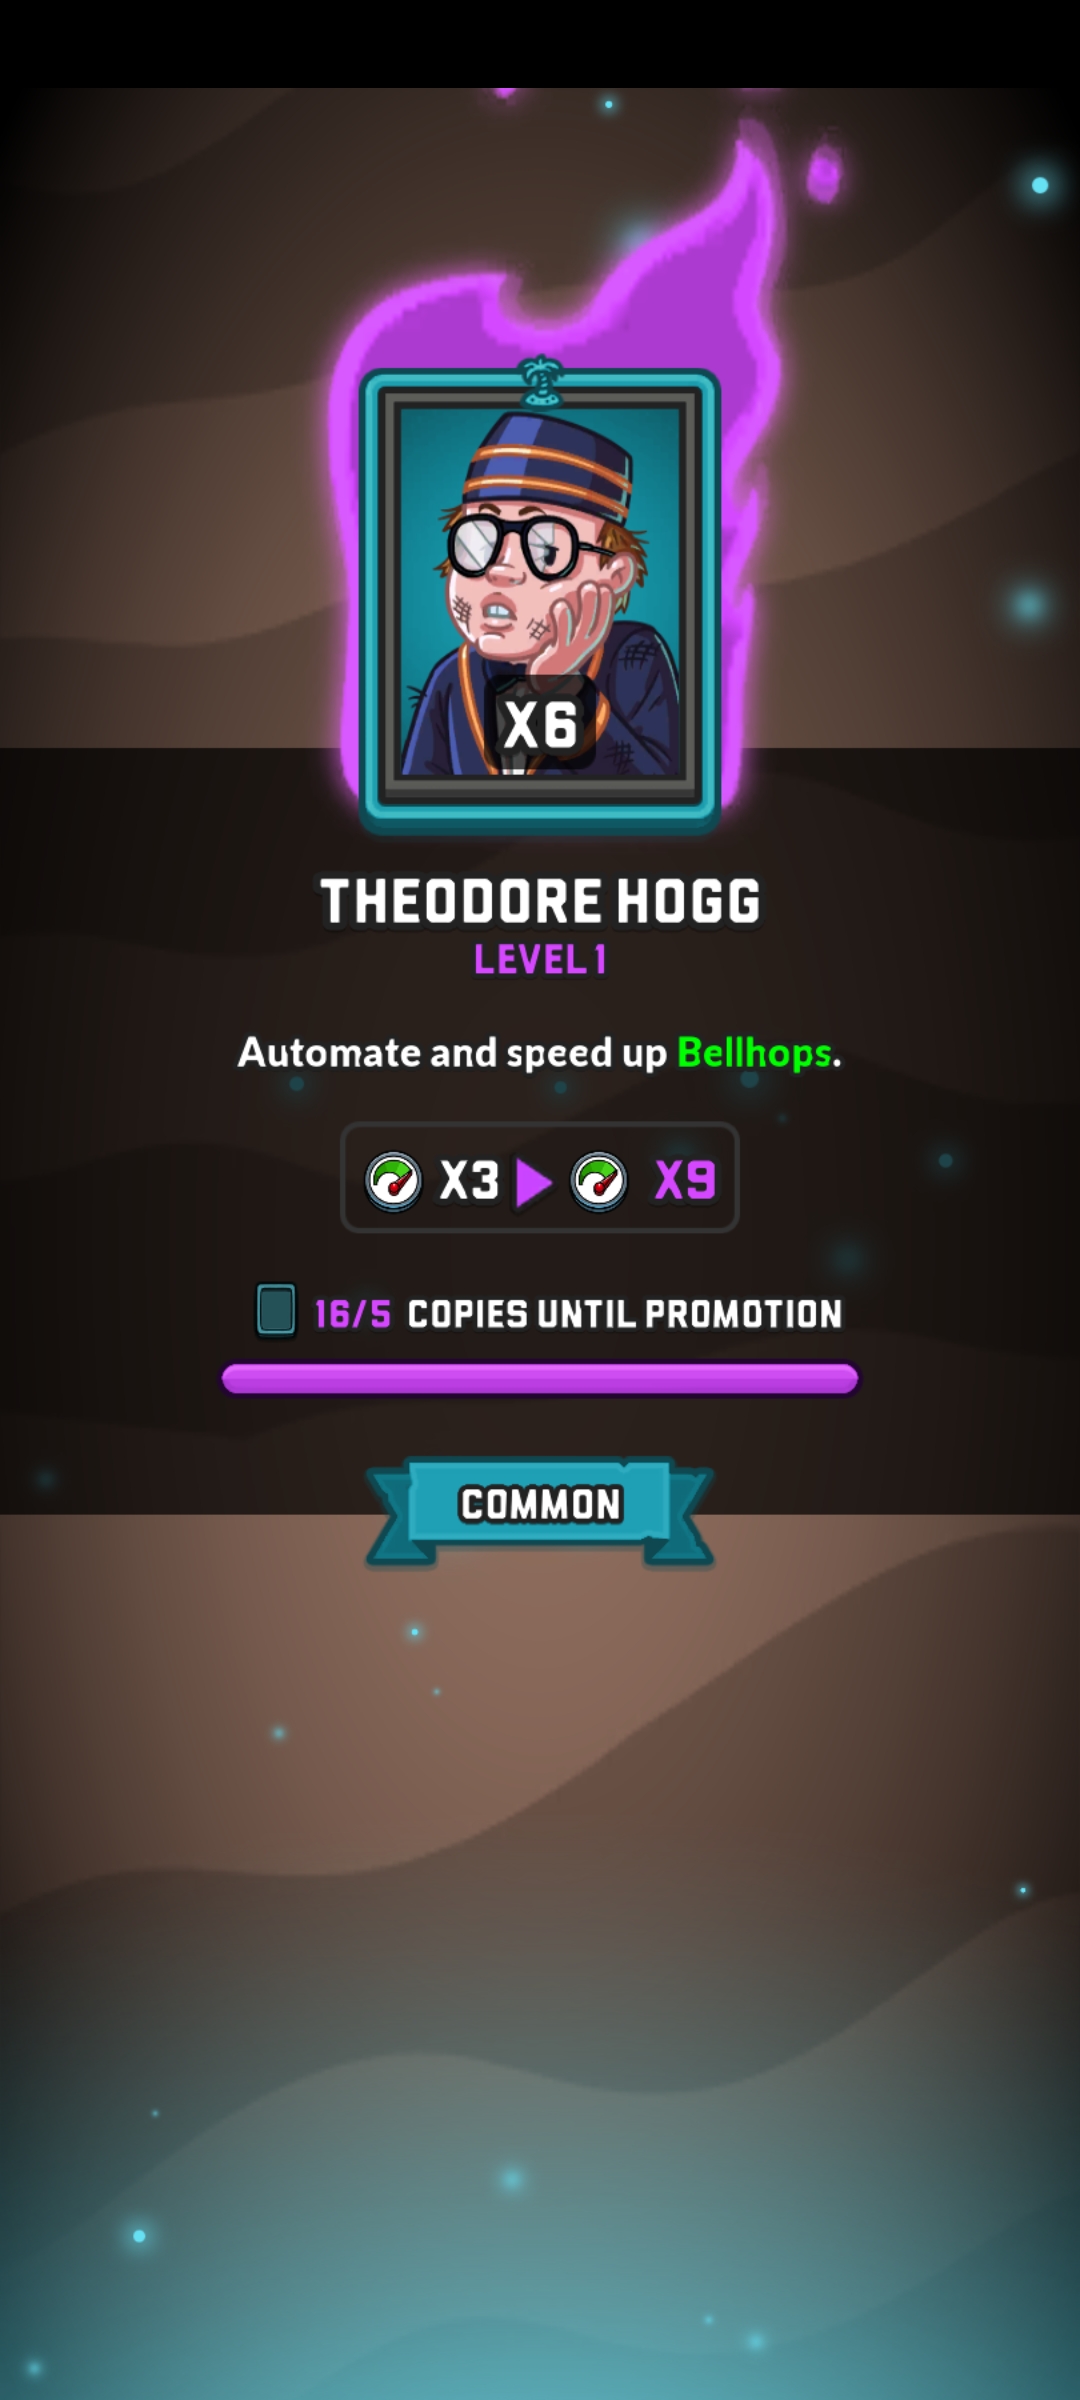 X6
THEODORE HOGG
LEVEL 1
Automate and speed up Bellhops.
X3 X9
16/5 COPIES UNTIL PROMOTION
COMMON